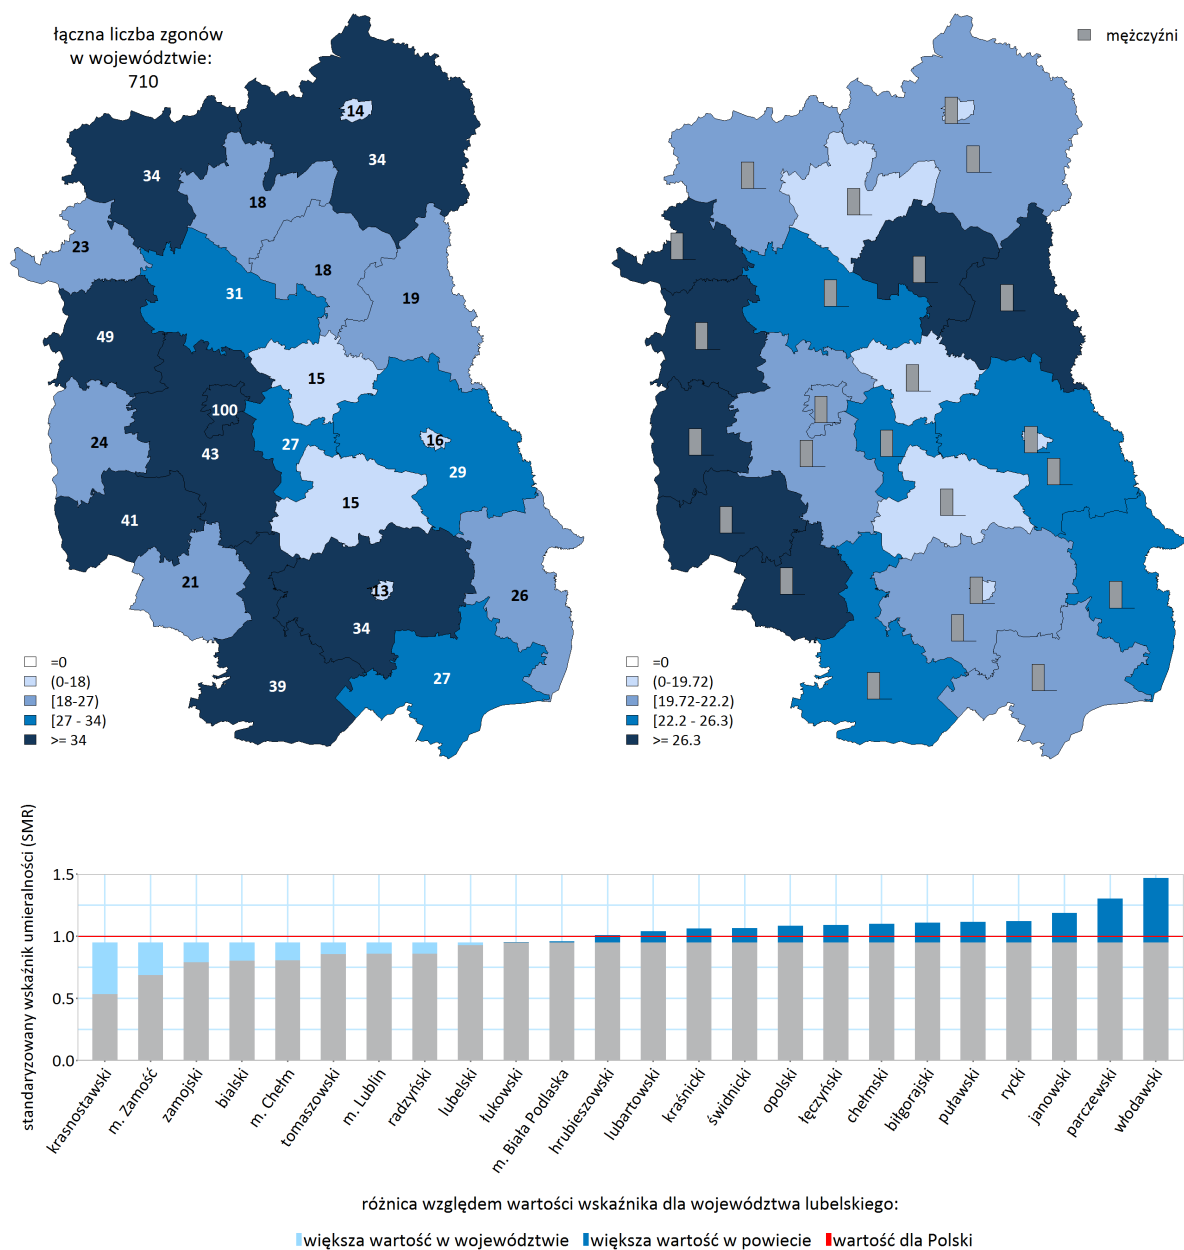 łączna liczba zgonów
w województwie:
710
mężczyźni
14
34
34
18
23
18
31
19
49
15
100
16
24
27
43
29
15
41
21
13
26
34
27
39
=0
(0-18)
[18-27)
[27 - 34)
>= 34
=0
(0-19.72)
[19.72-22.2)
[22.2 - 26.3)
>= 26.3
standaryzowany wskaźnik umieralności (SMR)
1.5
1.0
0.5
0.0
krasnostawski
m. Zamość
zamojski
bialski
m. Chełm
tomaszowski
m. Lublin
radzyński
lubelski
łukowski
m. Biała Podlaska
hrubieszowski
lubartowski
kraśnicki
świdnicki
opolski
łęczyński
chełmski
biłgorajski
puławski
rycki
janowski
parczewski
włodawski
różnica względem wartości wskaźnika dla województwa lubelskiego:
większa wartość w województwie większa wartość w powiecie wartość dla Polski